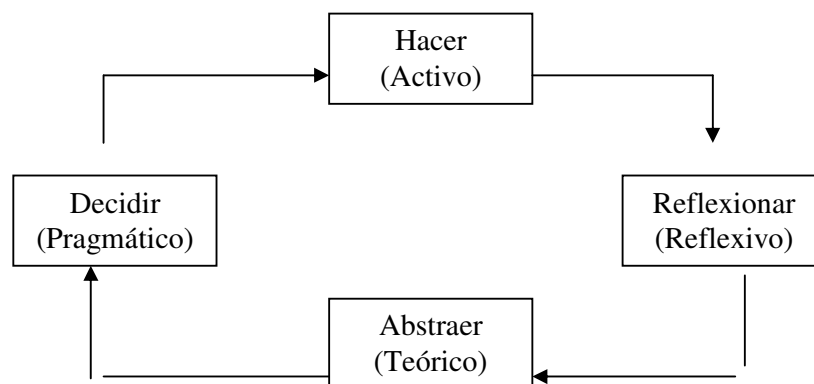 Hacer
(Activo)
Decidir
(Pragmático)
Reflexionar
(Reflexivo)
Abstraer
(Teórico)